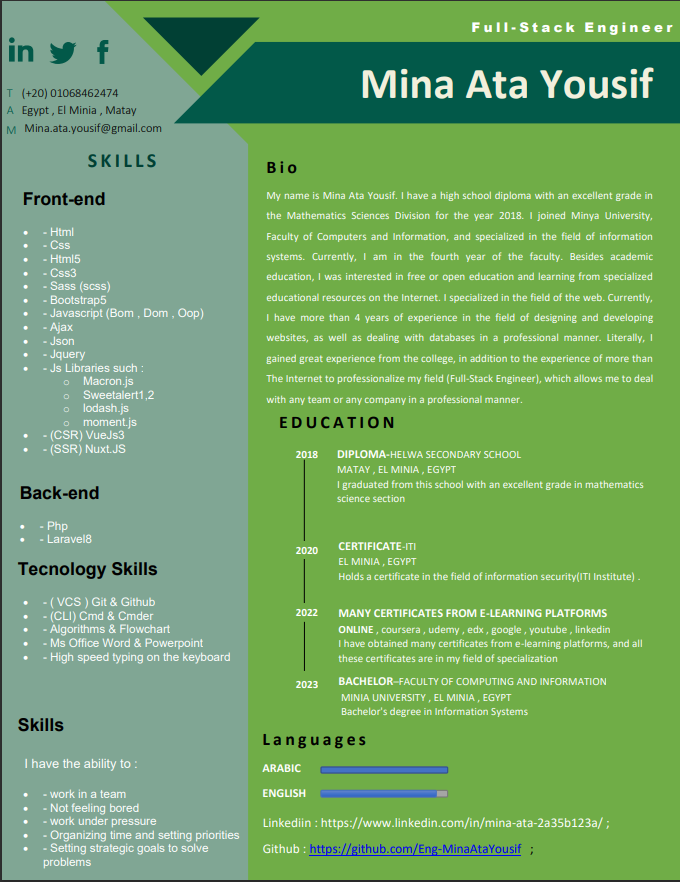 Full-Stack Engineer
Mina Ata Yousif
in f
T (+20) 01068462474
A Egypt , El Minia , Matay
M Mina.ata.yousif@gmail.com
SKILLS
Front-end
- Html
- Css
- Html5
- Css3
- Sass (scss)
- Bootstrap5
- Javascript (Bom , Dom , Oop)
- Ajax
- Json
- Jquery
- Js Libraries such :
Macron.js
Sweetalert1,2
lodash.js
moment.js
- (CSR) VueJs3
- (SSR) Nuxt.JS
Back-end
- Php
- Laravel8
Tecnology Skills
- ( VCS ) Git & Github
- (CLI) Cmd & Cmder
- Algorithms & Flowchart
- Ms Office Word & Powerpoint
- High speed typing on the keyboard
Skills
I have the ability to :
- work in a team
- Not feeling bored
- work under pressure
- Organizing time and setting priorities
- Setting strategic goals to solve
problems
Bio
My name is Mina Ata Yousif. I have a high school diploma with an excellent grade in
the Mathematics Sciences Division for the year 2018. I joined Minya University,
Faculty of Computers and Information, and specialized in the field of information
systems. Currently, I am in the fourth year of the faculty. Besides academic
education, I was interested in free or open education and learning from specialized
educational resources on the Internet. I specialized in the field of the web. Currently,
I have more than 4 years of experience in the field of designing and developing
websites, as well as dealing with databases in a professional manner. Literally, I
gained great experience from the college, in addition to the experience of more than
The Internet to professionalize my field (Full-Stack Engineer), which allows me to deal
with any team or any company in a professional manner.
EDUCATION
2018 DIPLOMA-HELWA SECONDARY SCHOOL
MATAY , EL MINIA , EGYPT
I graduated from this school with an excellent grade in mathematics
science section
2020 CERTIFICATE-ITI
EL MINIA , EGYPT
Holds a certificate in the field of information security(ITI Institute) .
2022 MANY CERTIFICATES FROM E-LEARNING PLATFORMS
ONLINE , coursera , udemy , edx , google , youtube , linkedin
I have obtained many certificates from e-learning platforms, and all
these certificates are in my field of specialization
2023 BACHELOR–FACULTY OF COMPUTING AND INFORMATION
MINIA UNIVERSITY , EL MINIA , EGYPT
Bachelor's degree in Information Systems
Languages
ARABIC
ENGLISH
Linkediin : https://www.linkedin.com/in/mina-ata-2a35b123a/ ;
Github : https://github.com/Eng-MinaAtaYousif ;